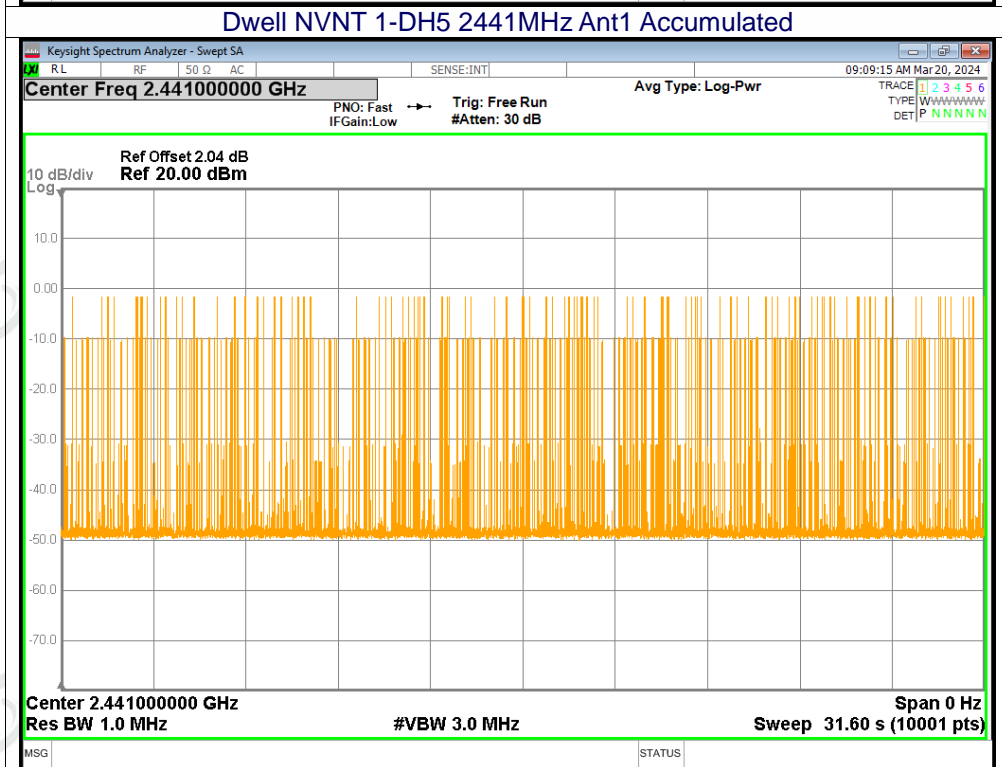 Dwell NVNT 1-DH5 2441MHz Ant1 Accumulated
Keysight Spectrum Analyzer - Swept SA
LXI RL RF 50 Ω AC SENSE:INT 09:09:15 AM Mar 20, 2024
Center Freq 2.441000000 GHz Avg Type: Log-Pwr TRACE 1 2 3 4 5 6
PNO: Fast Trig: Free Run TYPE WWWWWWW
IFGain:Low #Atten: 30 dB DET P N N N N N
Ref Offset 2.04 dB
10 dB/div Ref 20.00 dBm
Log
10.0
0.00
-10.0
-20.0
-30.0
-40.0
-50.0
-60.0
-70.0
Center 2.441000000 GHz Span 0 Hz
Res BW 1.0 MHz #VBW 3.0 MHz Sweep 31.60 s (10001 pts)
MSG STATUS